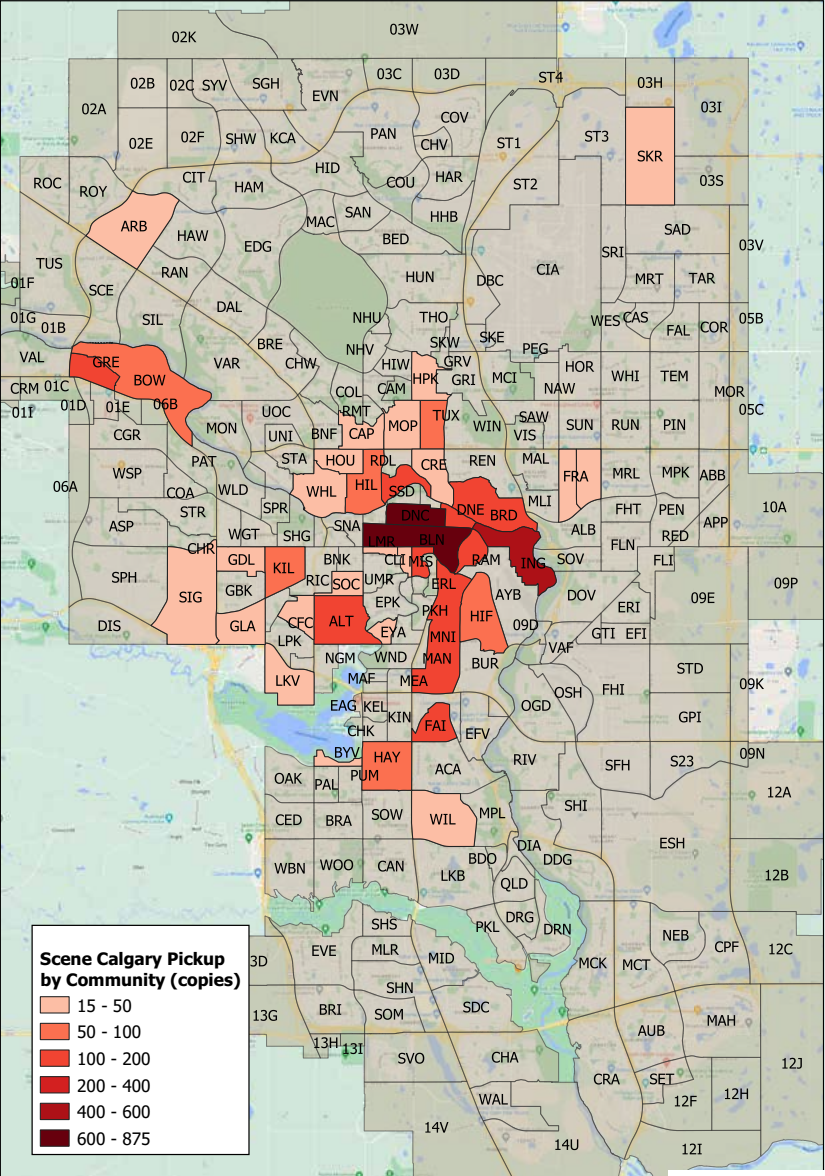 02K
03W
02A
02B
02C
SYV
SGH
EVN
03C
03D
ST4
03H
03I
02E
02F
SHW
KCA
PAN
COV
CHV
ST1
ST3
SKR
ROC
ROY
CIT
HAM
HID
COU
HAR
ST2
03S
ARB
HAW
EDG
MAC
SAN
HHB
BED
SAD
SRI
03V
TUS
SCE
RAN
HUN
DBC
CIA
MRT
TAR
01F
01G
01B
SIL
DAL
NHU
THO
SKE
WES
CAS
FAL
COR
05B
VAL
GRE
BOW
VAR
BRE
CHW
NHV
SKW
PEG
HIW
GRV
HPK
GRI
MCI
NAW
HOR
WHI
TEM
MOR
CRM
01C
01I
01D
01E
06B
COL
CAM
05C
CGR
MON
UOC
UNI
BNF
RMT
CAP
MOP
TUX
WIN
SAW
VIS
SUN
RUN
PIN
06A
WSP
PAT
COA
WLD
STA
HOU
RDL
CRE
REN
MAL
FRA
MRL
MPK
ABB
ASP
STR
SPR
WHL
HIL
SSD
MLI
FHT
PEN
10A
CHR
WGT
SHG
SNA
DNC
DNE
BRD
ALB
FLN
RED
APP
SPH
SIG
GDL
KIL
BNK
LMR
BLN
CLI
MIS
RAM
ING
SOV
FLI
09P
GBK
RIC
SOC
UMR
ERL
AYB
DOV
09E
DIS
GLA
CFC
ALT
EPK
PKH
HIF
09D
ERI
LPK
EYA
MNI
VAF
GTI
EFI
NGM
WND
MAN
BUR
STD
LKV
MAF
MEA
OSH
FHI
09K
EAG
KEL
KIN
FAI
OGD
GPI
CHK
EFV
BYV
HAY
RIV
SFH
S23
09N
OAK
PAL
PUM
ACA
12A
CED
BRA
SOW
WIL
MPL
SHI
ESH
WBN
WOO
CAN
LKB
BDO
DIA
DDG
12B
QLD
SHS
PKL
DRG
DRN
NEB
CPF
12C
3D
EVE
MLR
MID
MCK
MCT
SHN
13G
BRI
SOM
SDC
AUB
MAH
13H
13I
SVO
CHA
CRA
SET
12J
WAL
12F
12H
14V
14U
12I
Scene Calgary Pickup
by Community (copies)
15 - 50
50 - 100
100 - 200
200 - 400
400 - 600
600 - 875